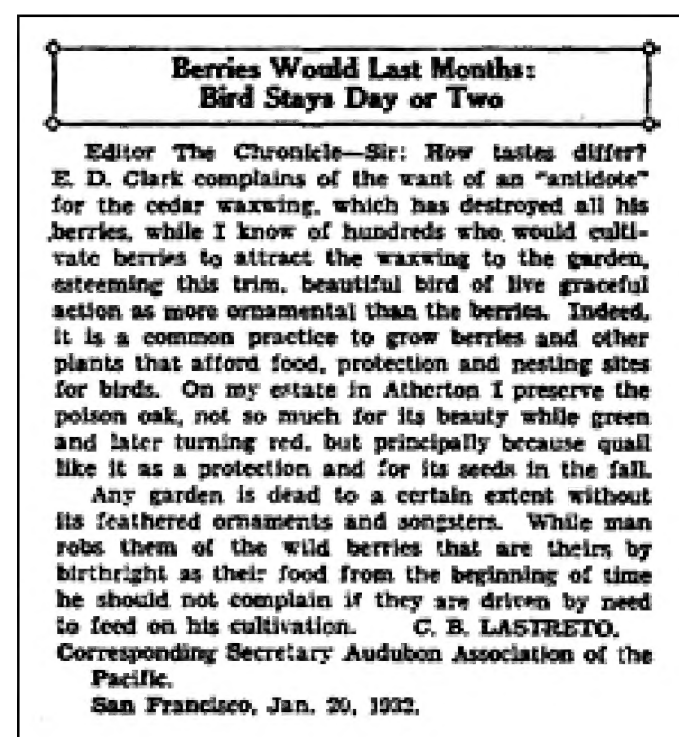 Berries Would Last Months:
Bird Stays Day or Two
Editor The Chronicle—Sir: How tastes differ?
E. D. Clark complains of the want of an "antidote"
for the cedar waxwing, which has destroyed all his
berries, while I know of hundreds who would culti-
vate berries to attract the waxwing to the garden,
esteeming this trim, beautiful bird of live graceful
action as more ornamental than the berries. Indeed,
it is a common practice to grow berries and other
plants that afford food, protection and nesting sites
for birds. On my estate in Atherton I preserve the
poison oak, not so much for its beauty while green
and later turning red, but principally because quail
like it as a protection and for its seeds in the fall.
Any garden is dead to a certain extent without
its feathered ornaments and songsters. While man
robs them of the wild berries that are theirs by
birthright as their food from the beginning of time
he should not complain if they are driven by need
to feed on his cultivation. C. B. LASTRETO.
Corresponding Secretary Audubon Association of the
Pacific.
San Francisco, Jan. 20, 1932.